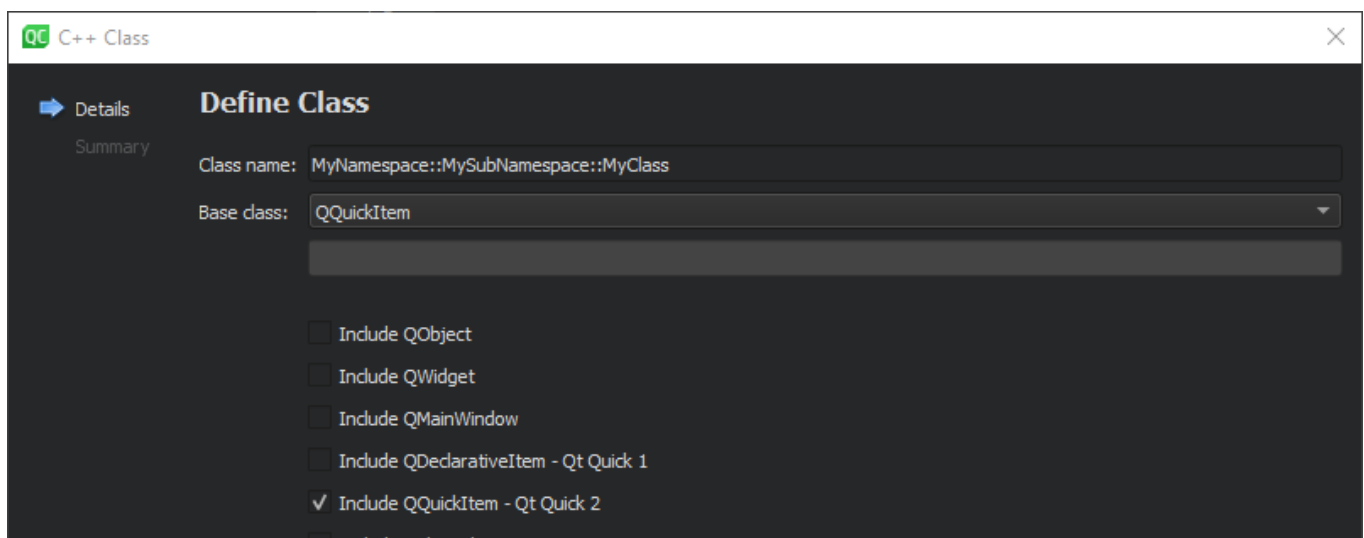 QC C++ Class
Details
Define Class
Summary
Class name: MyNamespace::MySubNamespace::MyClass
Base class: QQuickItem
Include QObject
Include QWidget
Include QMainWindow
Include QDeclarativeItem - Qt Quick 1
Include QQuickItem - Qt Quick 2